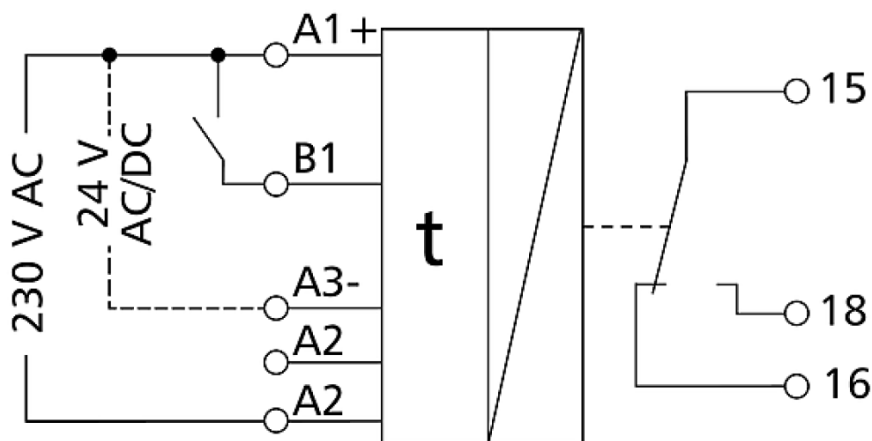 A1+
15
B1
230 V AC
24 V
AC/DC
t
A3-
18
A2
16
A2